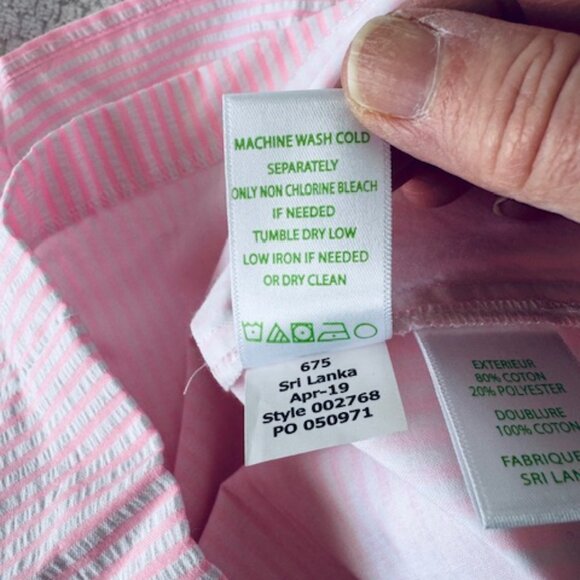 MACHINE WASH COLD
SEPARATELY
ONLY NON CHLORINE BLEACH
IF NEEDED
TUMBLE DRY LOW
LOW IRON IF NEEDED
OR DRY CLEAN
675
Sri Lanka
Apr-19
Style 002768
PO 050971
EXTERIEUR
80% COTON
20% POLYESTER
DOUBLURE
100% COTON
FABRIQUE
SRI LAN